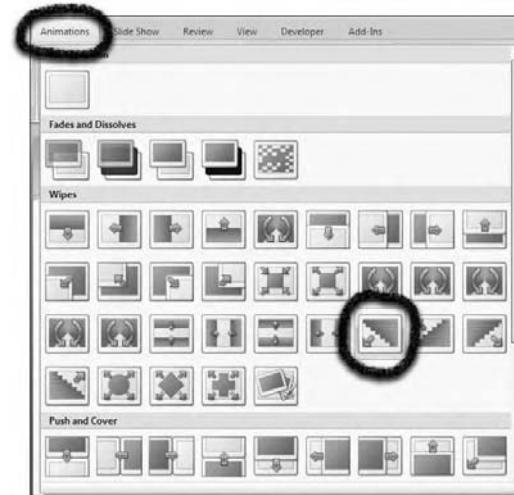 Animations Slide Show Review View Developer Add-Ins
Fades and Dissolves
Wipes
Push and Cover